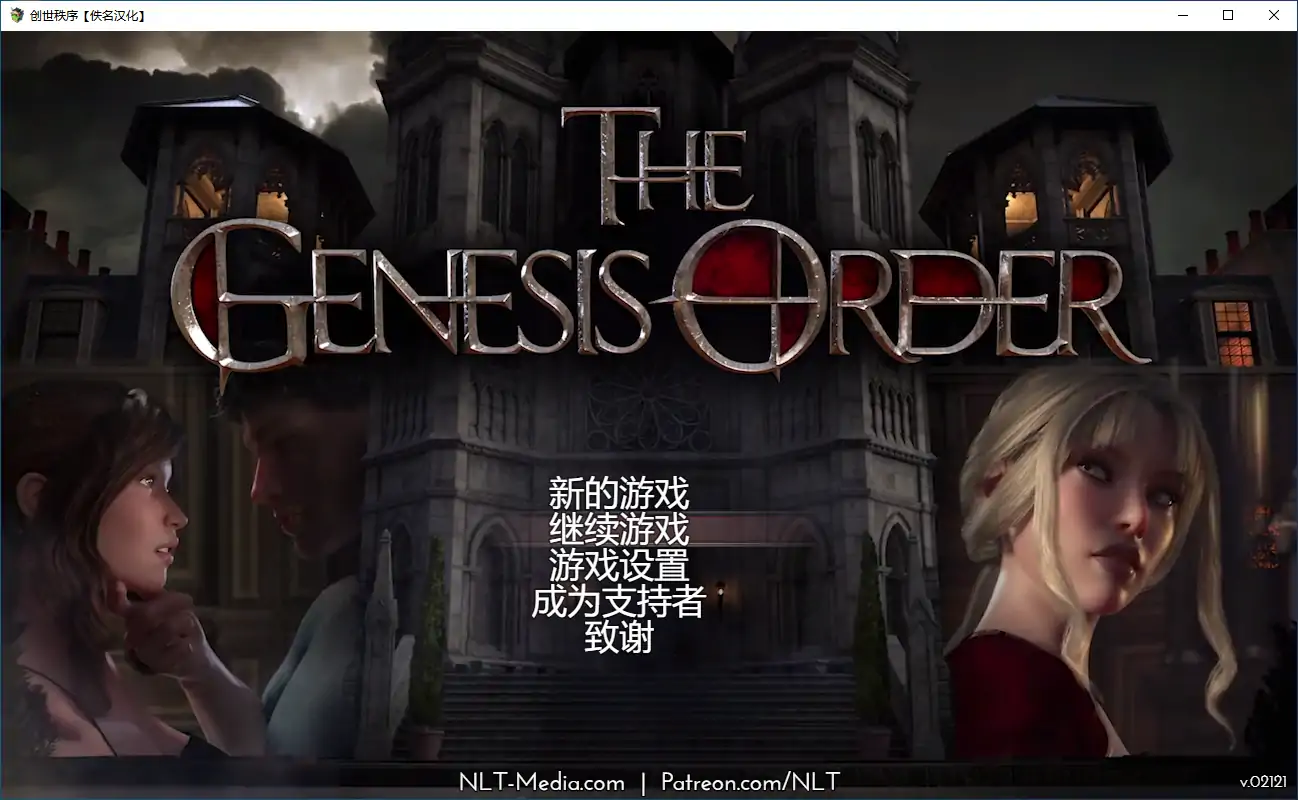 创世秩序【佚名汉化】
THE
GENESIS ORDER
新的游戏
继续游戏
游戏设置
成为支持者
致谢
NLT-Media.com | Patreon.com/NLT
v.02121